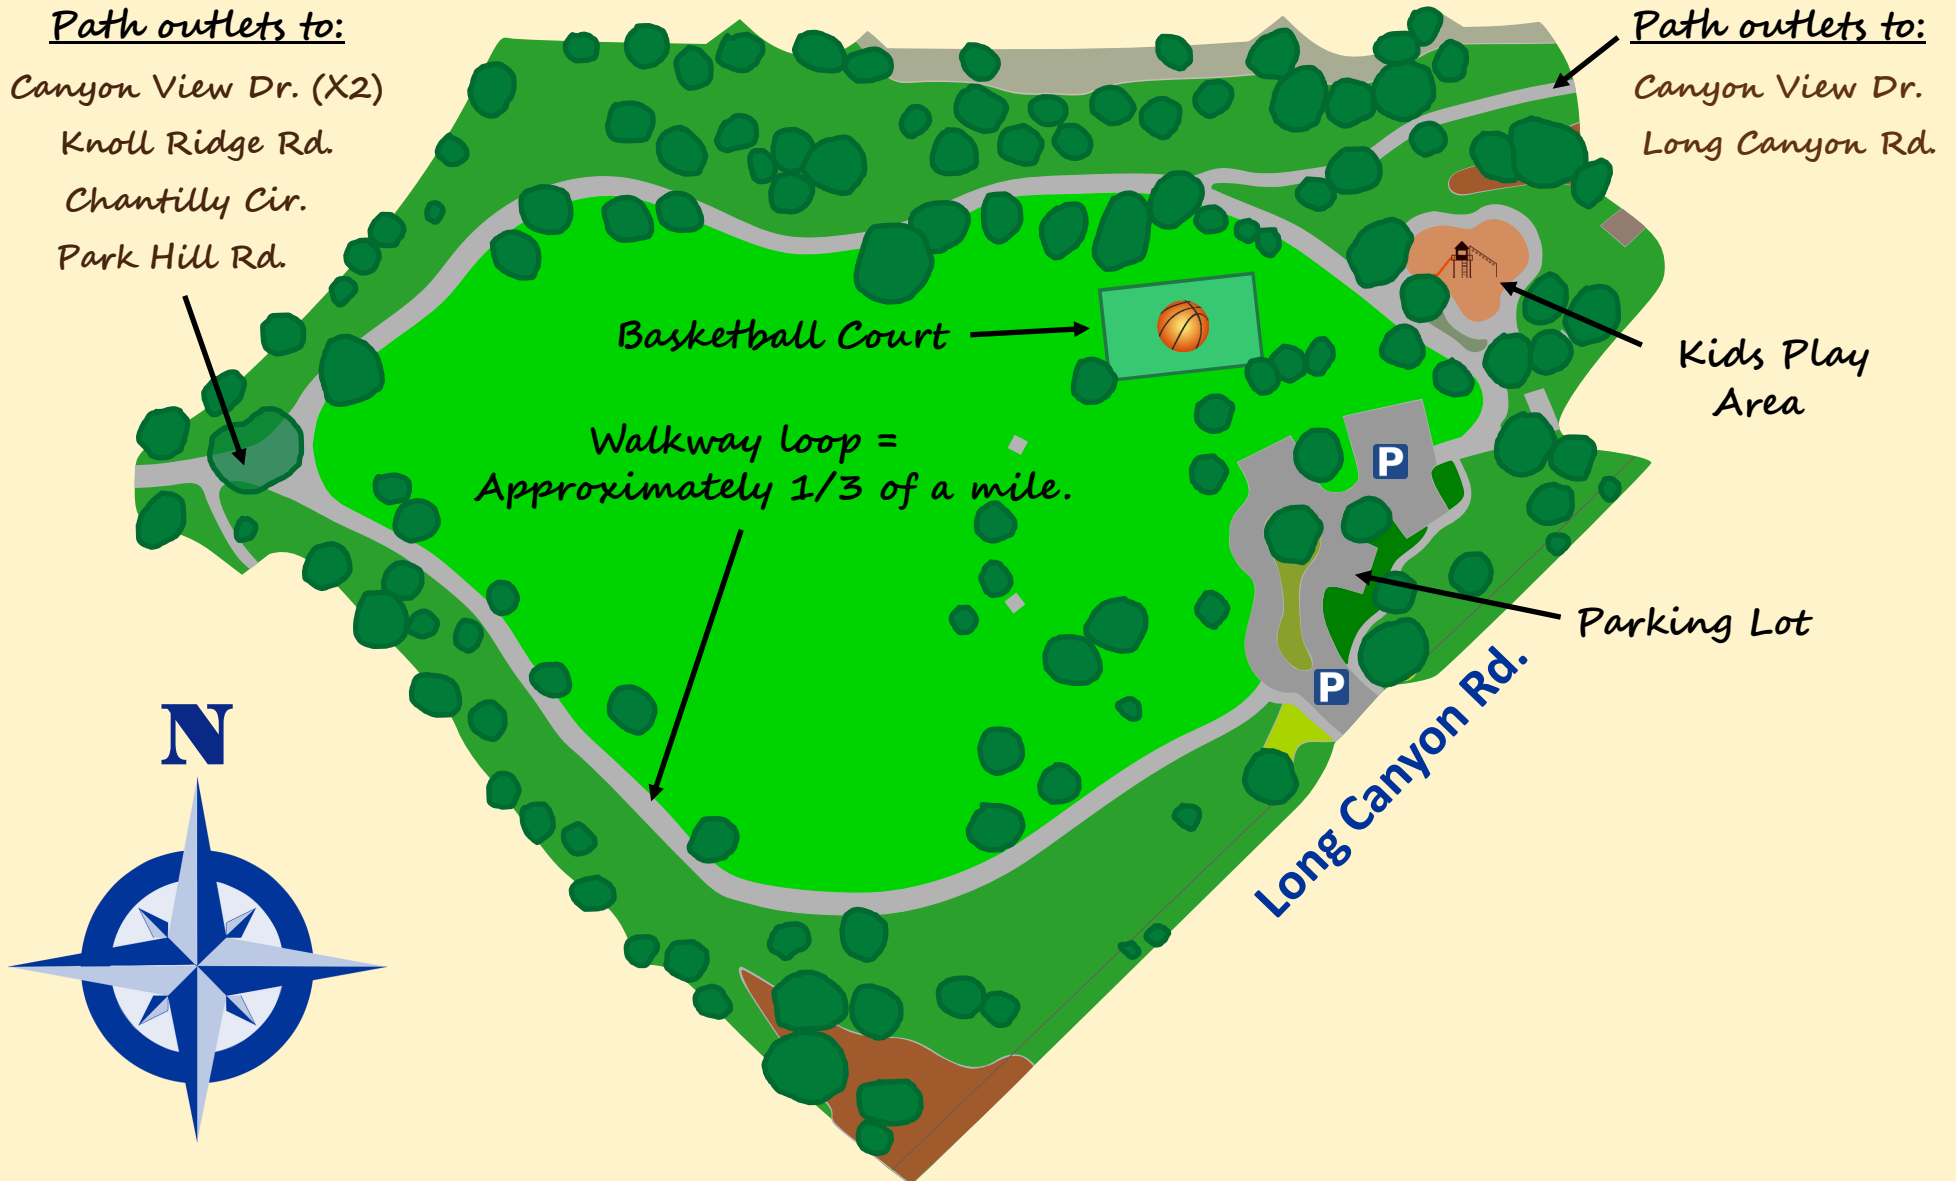 Path outlets to:
Canyon View Dr. (X2)
Knoll Ridge Rd.
Chantilly Cir.
Park Hill Rd.
Path outlets to:
Canyon View Dr.
Long Canyon Rd.
Basketball Court
Kids Play
Area
Walkway loop =
Approximately 1/3 of a mile.
P
Parking Lot
P
Long Canyon Rd.
N